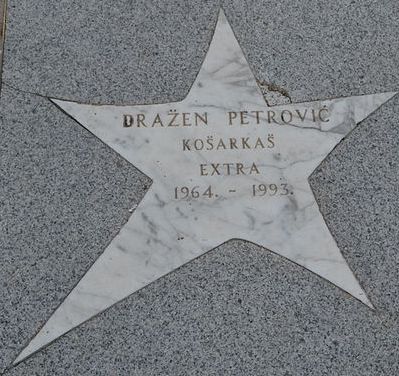 DRAŽEN PETROVIĆ
KOŠARKAŠ
EXTRA
1964. - 1993.